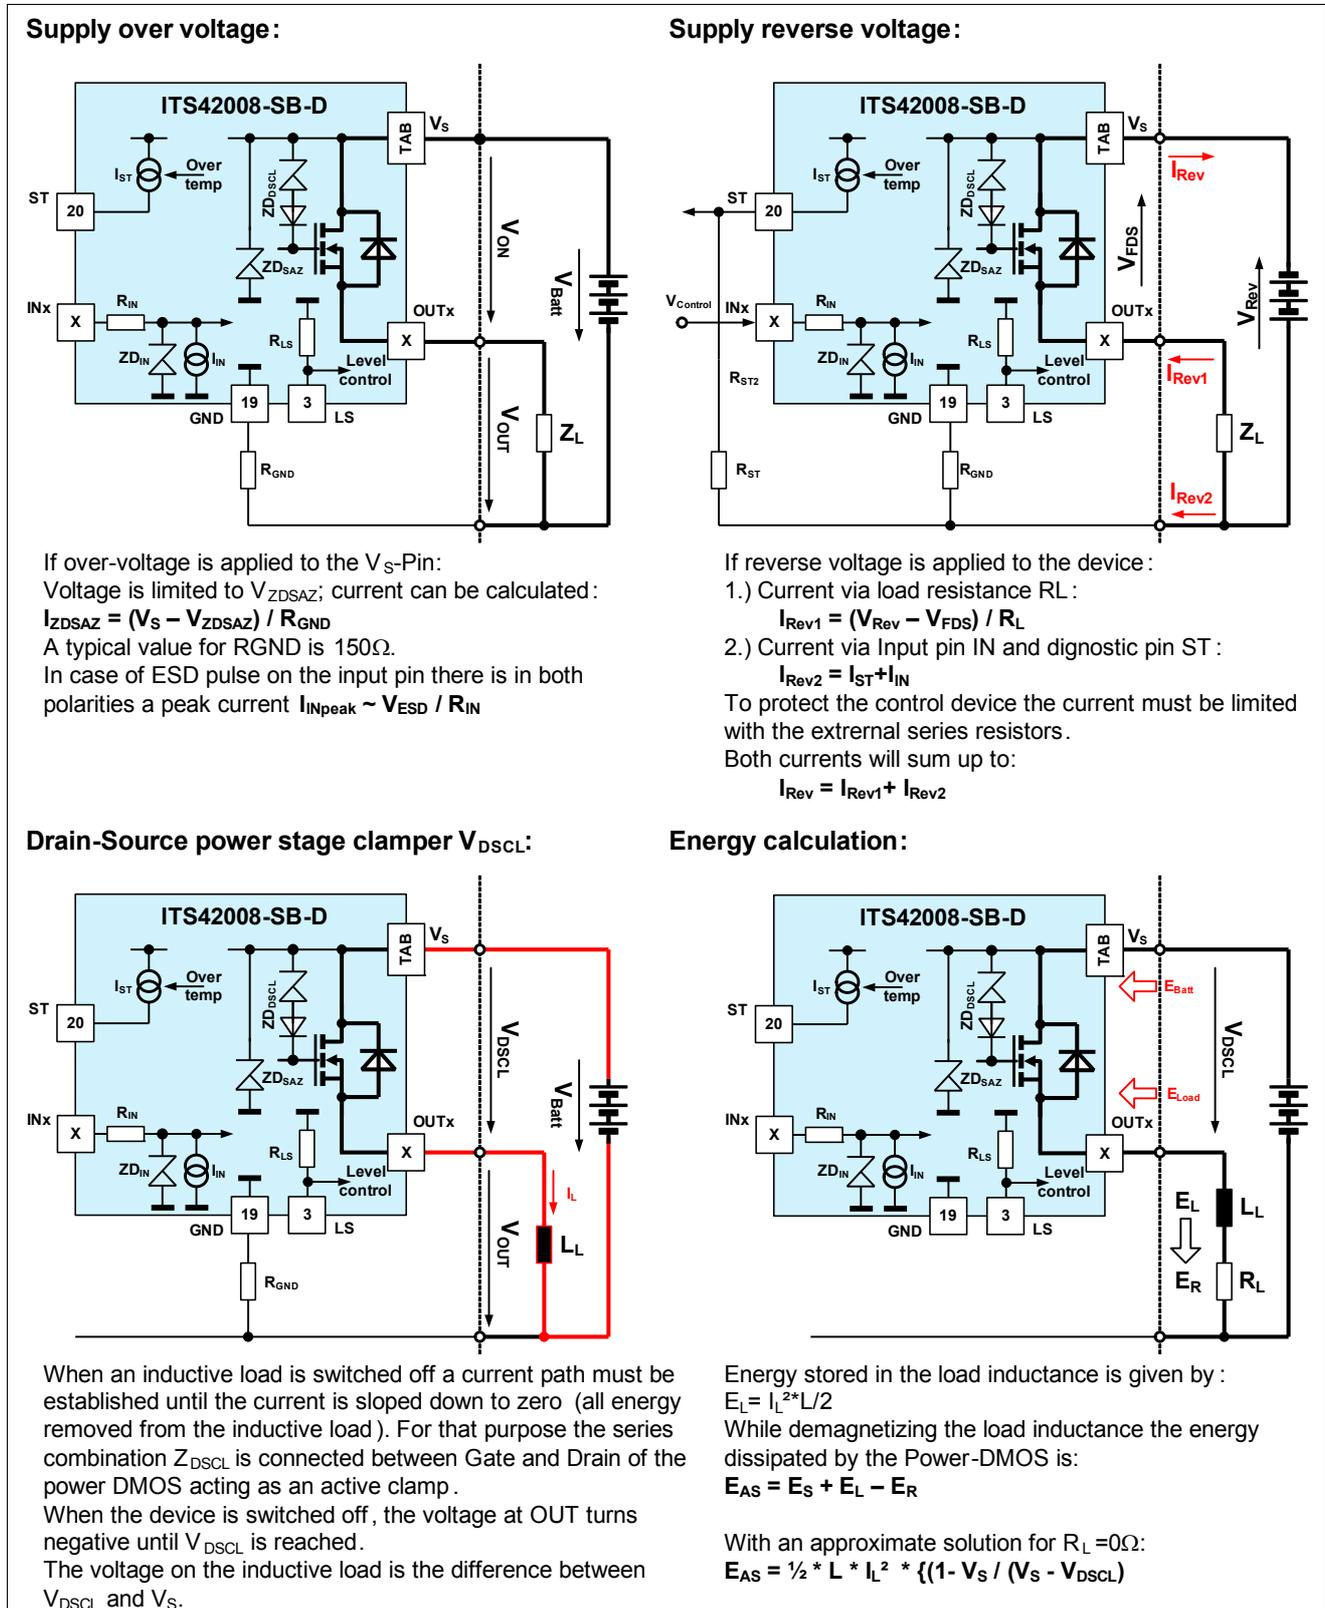 Supply over voltage:
ITS42008-SB-D
TAB
VS
IST
Over
temp
ZDDSCL
ST
20
ZDSAZ
VON
VBatt
INx
X
RIN
ZDIN
IIN
RLS
Level
control
OUTx
X
GND
19
3
LS
VOUT
ZL
RGND
If over-voltage is applied to the VS-Pin:
Voltage is limited to VZDSAZ; current can be calculated:
IZDSAZ = (VS – VZDSAZ) / RGND
A typical value for RGND is 150Ω.
In case of ESD pulse on the input pin there is in both
polarities a peak current IINpeak ~ VESD / RIN
Supply reverse voltage:
ITS42008-SB-D
TAB
VS
IRev
IST
Over
temp
ZDDSCL
ST
20
ZDSAZ
VFDS
VRev
VControl
INx
X
RIN
ZDIN
IIN
RLS
Level
control
OUTx
X
IRev1
RST2
GND
19
3
LS
ZL
RST
RGND
IRev2
If reverse voltage is applied to the device:
1.) Current via load resistance RL:
IRev1 = (VRev – VFDS) / RL
2.) Current via Input pin IN and dignostic pin ST:
IRev2 = IST+IIN
To protect the control device the current must be limited
with the extrernal series resistors.
Both currents will sum up to:
IRev = IRev1+ IRev2
Drain-Source power stage clamper VDSCL:
ITS42008-SB-D
TAB
VS
IST
Over
temp
ZDDSCL
ST
20
ZDSAZ
VDSCL
VBatt
INx
X
RIN
ZDIN
IIN
RLS
Level
control
OUTx
X
IL
GND
19
3
LS
VOUT
LL
RGND
When an inductive load is switched off a current path must be
established until the current is sloped down to zero (all energy
removed from the inductive load). For that purpose the series
combination ZDSCL is connected between Gate and Drain of the
power DMOS acting as an active clamp.
When the device is switched off, the voltage at OUT turns
negative until VDSCL is reached.
The voltage on the inductive load is the difference between
VDSCL and VS.
Energy calculation:
ITS42008-SB-D
TAB
VS
EBatt
IST
Over
temp
ZDDSCL
ST
20
ZDSAZ
VDSCL
ELoad
INx
X
RIN
ZDIN
IIN
RLS
Level
control
OUTx
X
GND
19
3
LS
EL
LL
ER
RL
Energy stored in the load inductance is given by:
EL= IL²*L/2
While demagnetizing the load inductance the energy
dissipated by the Power-DMOS is:
EAS = ES + EL – ER
With an approximate solution for RL =0Ω:
EAS = ½ * L * IL² * {(1- VS / (VS - VDSCL)